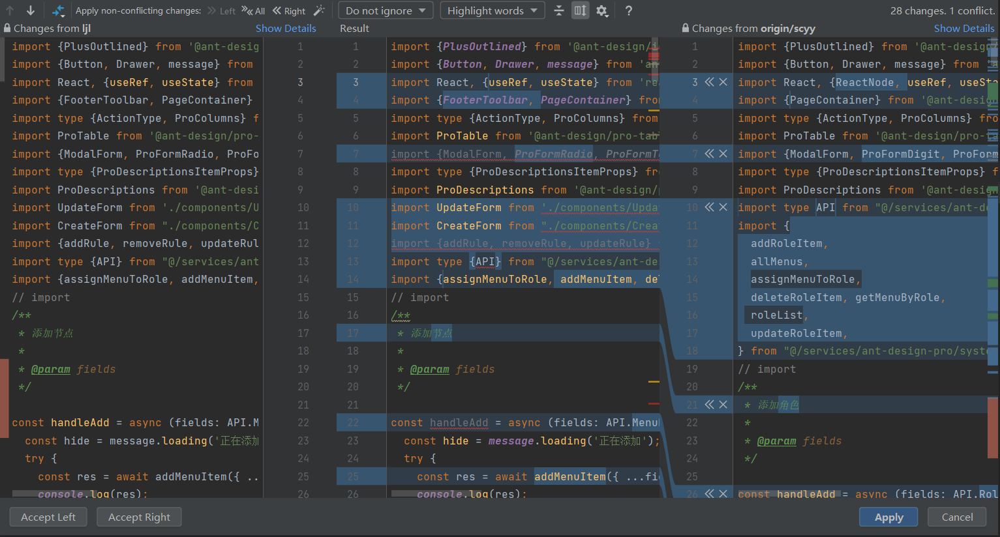 Apply non-conflicting changes: Left All Right Do not ignore Highlight words ? 28 changes. 1 conflict.
Changes from ljl Show Details
import {PlusOutlined} from '@ant-desig
import {Button, Drawer, message} from
import React, {useRef, useState} from
import {FooterToolbar, PageContainer}
import type {ActionType, ProColumns} f
import ProTable from '@ant-design/pro-
import {ModalForm, ProFormRadio, ProFo
import type {ProDescriptionsItemProps}
import ProDescriptions from '@ant-desi
import UpdateForm from './components/U
import CreateForm from "./components/C
import {addRule, removeRule, updateRul
import type {API} from "@/services/ant
import {assignMenuToRole, addMenuItem,
// import
/**
* 添加节点
*
* @param fields
*/
const handleAdd = async (fields: API.M
const hide = message.loading('正在添加
try {
const res = await addMenuItem({ ...
console.log(res);
1
2
3
4
5
6
7
8
9
10
11
12
13
14
15
16
17
18
19
20
21
22
23
24
25
26
Result
1 import {PlusOutlined} from '@ant-design/i
2 import {Button, Drawer, message} from 'an
3 import React, {useRef, useState} from 're
4 import {FooterToolbar, PageContainer} fro
5 import type {ActionType, ProColumns} from
6 import ProTable from '@ant-design/pro-tab
7 import {ModalForm, ProFormRadio, ProFormT
8 import type {ProDescriptionsItemProps} fr
9 import ProDescriptions from '@ant-design/
10 import UpdateForm from './components/Upda
11 import CreateForm from "./components/Crea
12 import {addRule, removeRule, updateRule}
13 import type {API} from "@/services/ant-de
14 import {assignMenuToRole, addMenuItem, de
15 // import
16 /**
17 * 添加节点
18 *
19 * @param fields
20 */
21
22 const handleAdd = async (fields: API.Menu
23 const hide = message.loading('正在添加');
24 try {
25 const res = await addMenuItem({ ...fi
26 console.log(res);
Changes from origin/scyy Show Details
1 import {PlusOutlined} from '@ant-design
2 import {Button, Drawer, message} from 'a
3 import React, {ReactNode, useRef, useSta
4 import {PageContainer} from '@ant-design
5 import type {ActionType, ProColumns} fro
6 import ProTable from '@ant-design/pro-ta
7 import {ModalForm, ProFormDigit, ProForm
8 import type {ProDescriptionsItemProps} f
9 import ProDescriptions from '@ant-design
10 import type API from "@/services/ant-d
11 import {
12 addRoleItem,
13 allMenus,
14 assignMenuToRole,
15 deleteRoleItem, getMenuByRole,
16 roleList,
17 updateRoleItem,
18 } from "@/services/ant-design-pro/syst
19 // import
20 /**
21 * 添加角色
22 *
23 * @param fields
24 */
25
26 const handleAdd = async (fields: API.Rol
Accept Left Accept Right Apply Cancel